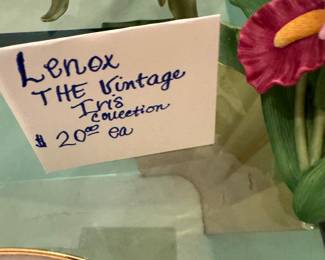 Lenox
THE Vintage
Iris
Collection
$ 20⁰⁰ ea